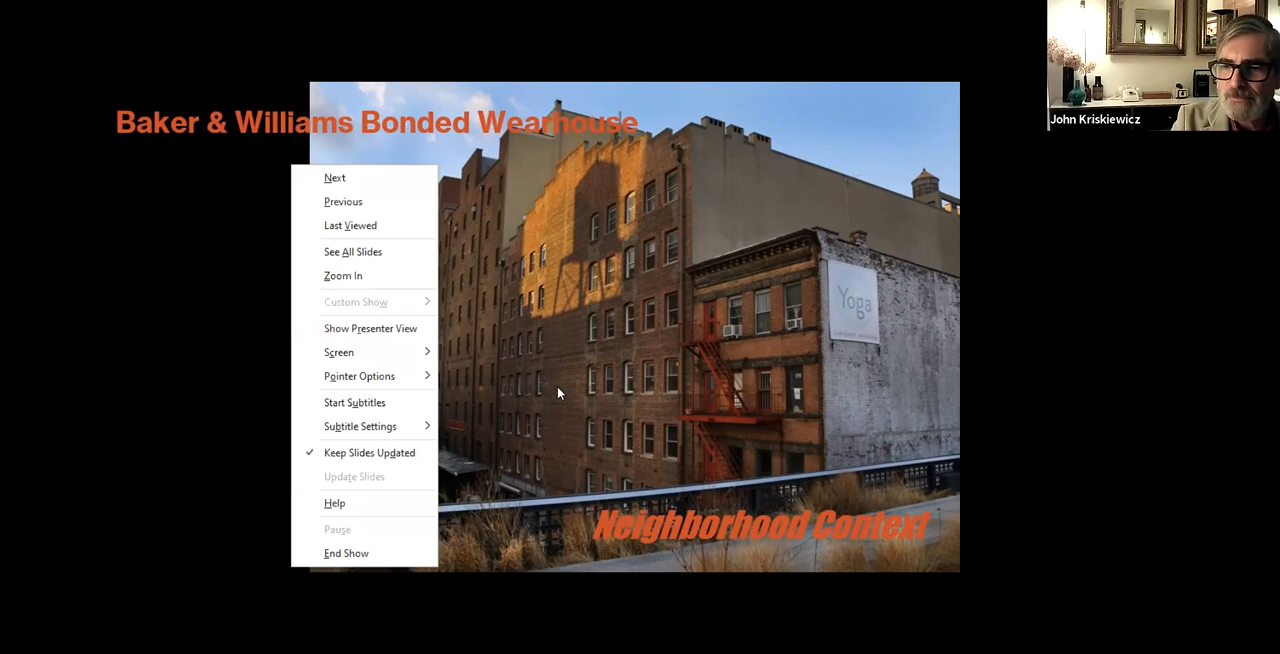 Baker & Williams Bonded Wearhouse
John Kriskiewicz
Next
Previous
Last Viewed
See All Slides
Zoom In
Custom Show
Show Presenter View
Screen
Pointer Options
Start Subtitles
Subtitle Settings
Keep Slides Updated
Update Slides
Help
Pause
End Show
Yoga
Neighborhood Context